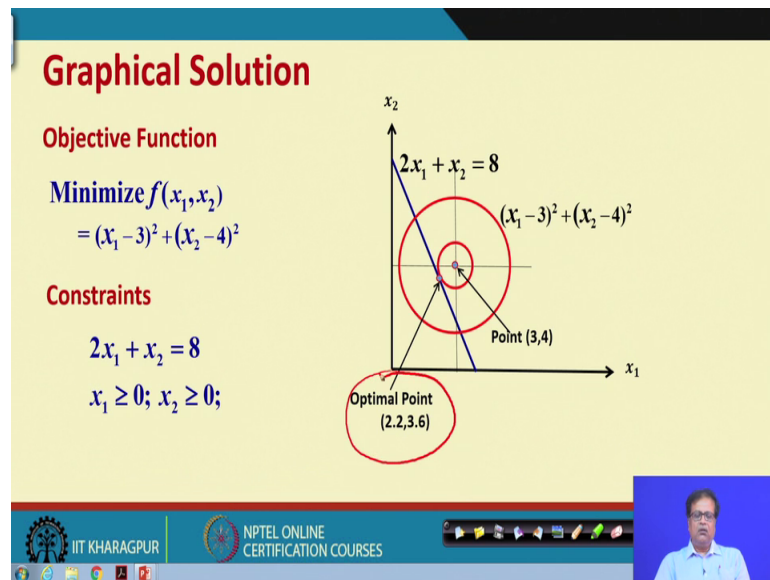 Graphical Solution
Objective Function
Minimize f(x₁,x₂)
= (x₁ − 3)² + (x₂ − 4)²
Constraints
2x₁ + x₂ = 8
x₁ ≥ 0; x₂ ≥ 0;
x₂
2x₁ + x₂ = 8
(x₁ − 3)² + (x₂ − 4)²
Point (3,4)
x₁
Optimal Point
(2.2,3.6)
IIT KHARAGPUR
NPTEL ONLINE
CERTIFICATION COURSES